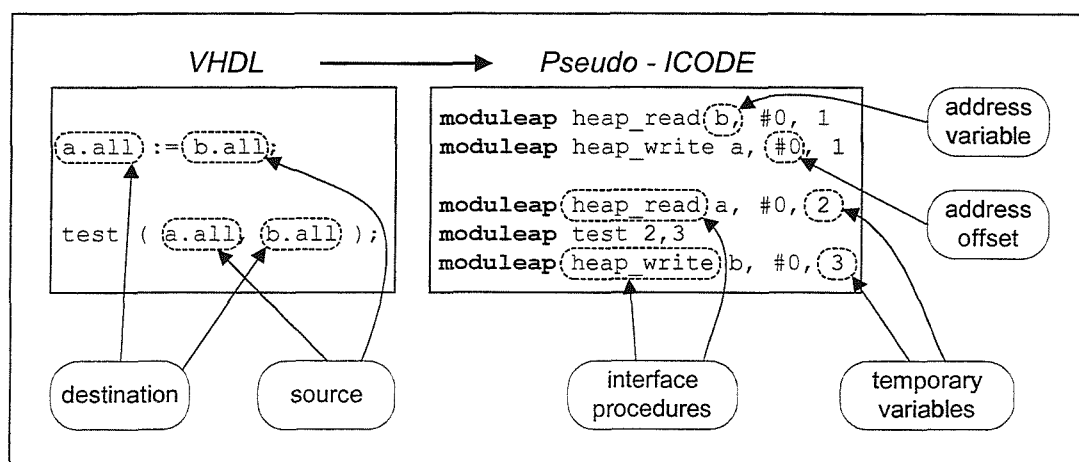 VHDL
Pseudo - ICODE
a.all := b.all;
test ( a.all, b.all );
moduleap heap_read b, #0, 1
moduleap heap_write a, #0, 1
moduleap heap_read a, #0, 2
moduleap test 2,3
moduleap heap_write b, #0, 3
address
variable
address
offset
destination
source
interface
procedures
temporary
variables